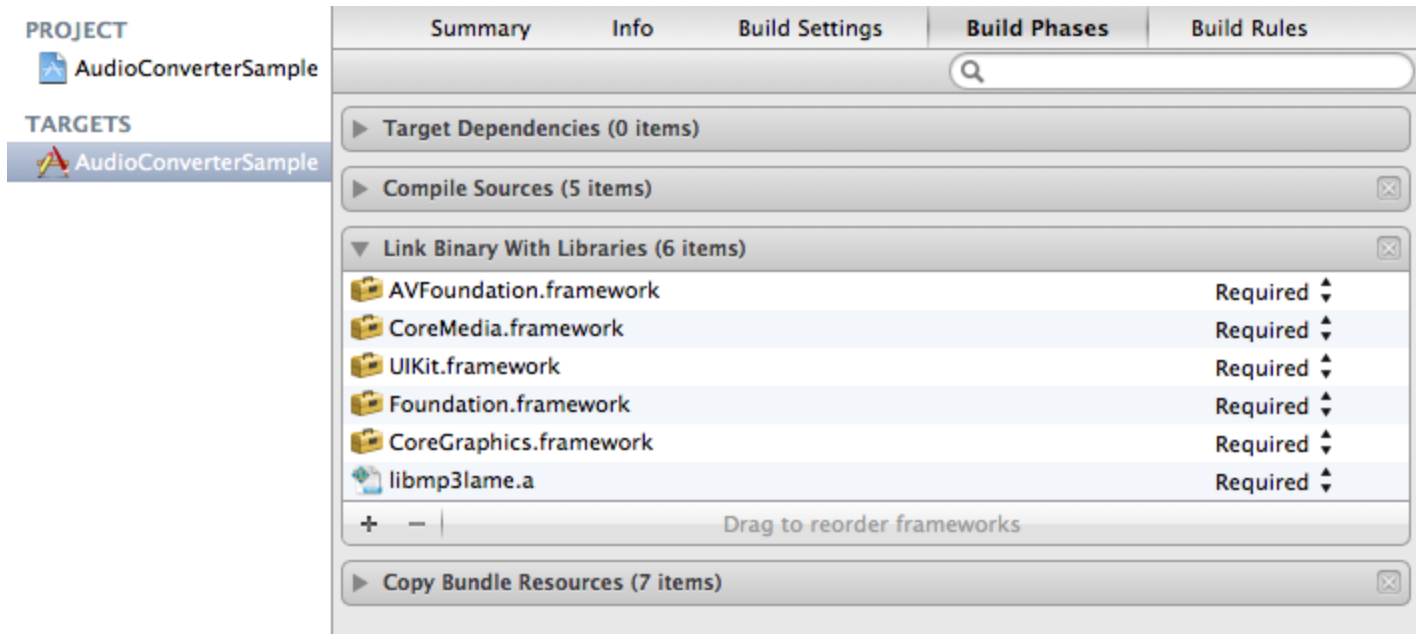 PROJECT
AudioConverterSample
TARGETS
AudioConverterSample
Summary Info Build Settings Build Phases Build Rules
Target Dependencies (0 items)
Compile Sources (5 items)
Link Binary With Libraries (6 items)
AVFoundation.framework Required
CoreMedia.framework Required
UIKit.framework Required
Foundation.framework Required
CoreGraphics.framework Required
libmp3lame.a Required
+ − Drag to reorder frameworks
Copy Bundle Resources (7 items)